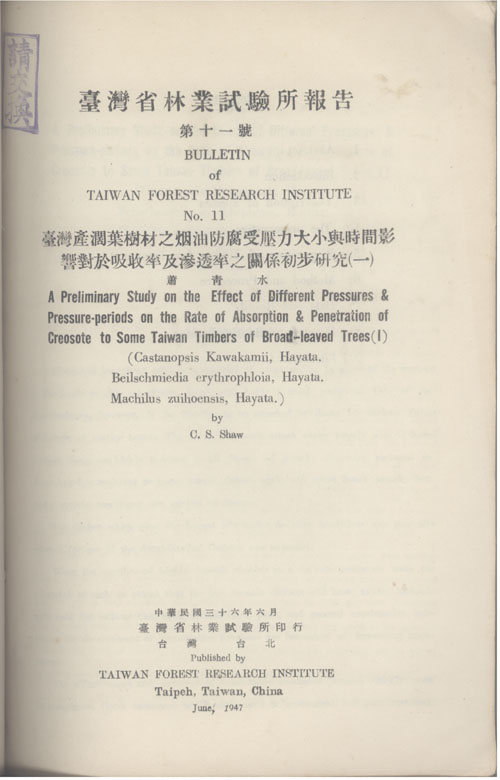 請交換
臺灣省林業試驗所報告
第十一號
BULLETIN
of
TAIWAN FOREST RESEARCH INSTITUTE
No. 11
臺灣產潤葉樹材之烟油防腐受壓力大小與時間影
響對於吸收率及滲透率之關係初步研究(一)
蕭青水
A Preliminary Study on the Effect of Different Pressures &
Pressure-periods on the Rate of Absorption & Penetration of
Creosote to Some Taiwan Timbers of Broad-leaved Trees(I)
(Castanopsis Kawakamii, Hayata.
Beilschmiedia erythrophloia, Hayata.
Machilus zuihoensis, Hayata.)
by
C. S. Shaw
中華民國三十六年六月
臺灣省林業試驗所印行
台灣 台北
Published by
TAIWAN FOREST RESEARCH INSTITUTE
Taipeh, Taiwan, China
June, 1947